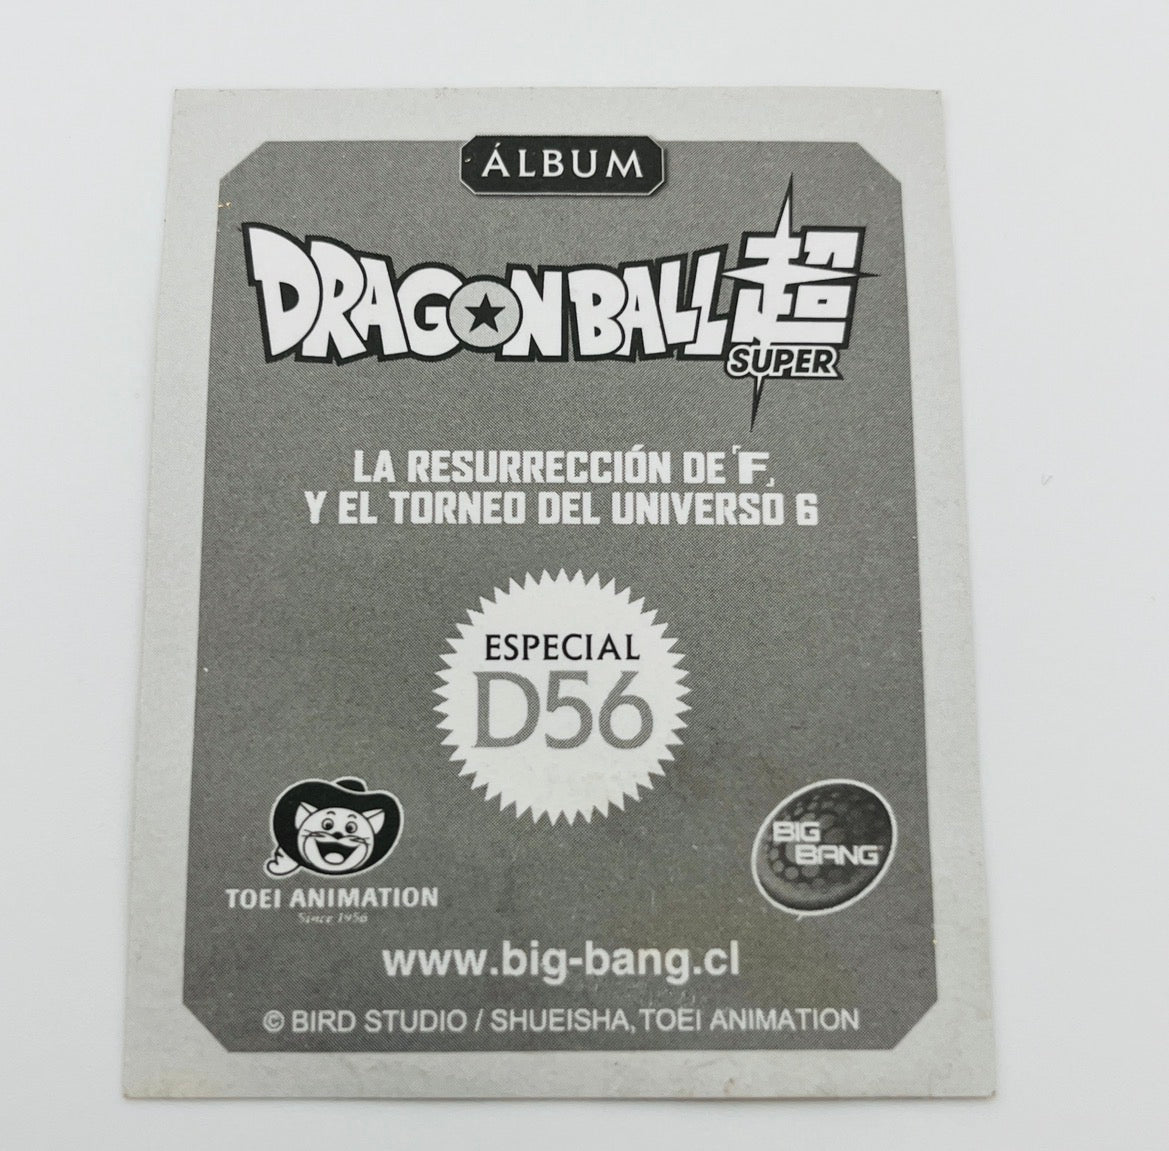 ÁLBUM
DRAGON BALL 超
SUPER
LA RESURRECCIÓN DE「F」
Y EL TORNEO DEL UNIVERSO 6
ESPECIAL
D56
TOEI ANIMATION
Since 1956
BIG
BANG
www.big-bang.cl
© BIRD STUDIO / SHUEISHA, TOEI ANIMATION